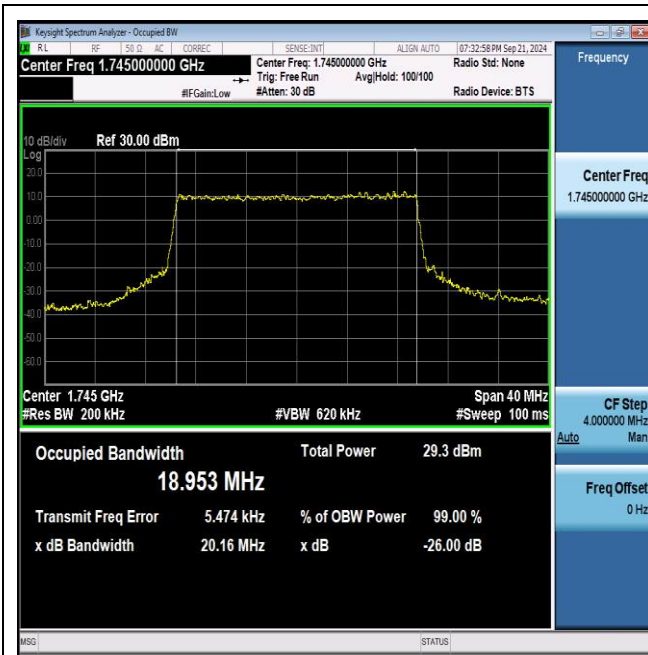 Keysight Spectrum Analyzer - Occupied BW
RL RF 50 Ω AC CORREC SENSE:INT ALIGN AUTO 07:32:58 PM Sep 21, 2024
Center Freq 1.745000000 GHz
Center Freq: 1.745000000 GHz Radio Std: None
Trig: Free Run Avg|Hold: 100/100
#IFGain:Low #Atten: 30 dB Radio Device: BTS
10 dB/div Ref 30.00 dBm
Log
20.0
10.0
0.00
-10.0
-20.0
-30.0
-40.0
-50.0
-60.0
Center 1.745 GHz Span 40 MHz
#Res BW 200 kHz #VBW 620 kHz #Sweep 100 ms
Occupied Bandwidth Total Power 29.3 dBm
18.953 MHz
Transmit Freq Error 5.474 kHz % of OBW Power 99.00 %
x dB Bandwidth 20.16 MHz x dB -26.00 dB
MSG STATUS
Frequency
Center Freq
1.745000000 GHz
CF Step
4.000000 MHz
Auto Man
Freq Offset
0 Hz